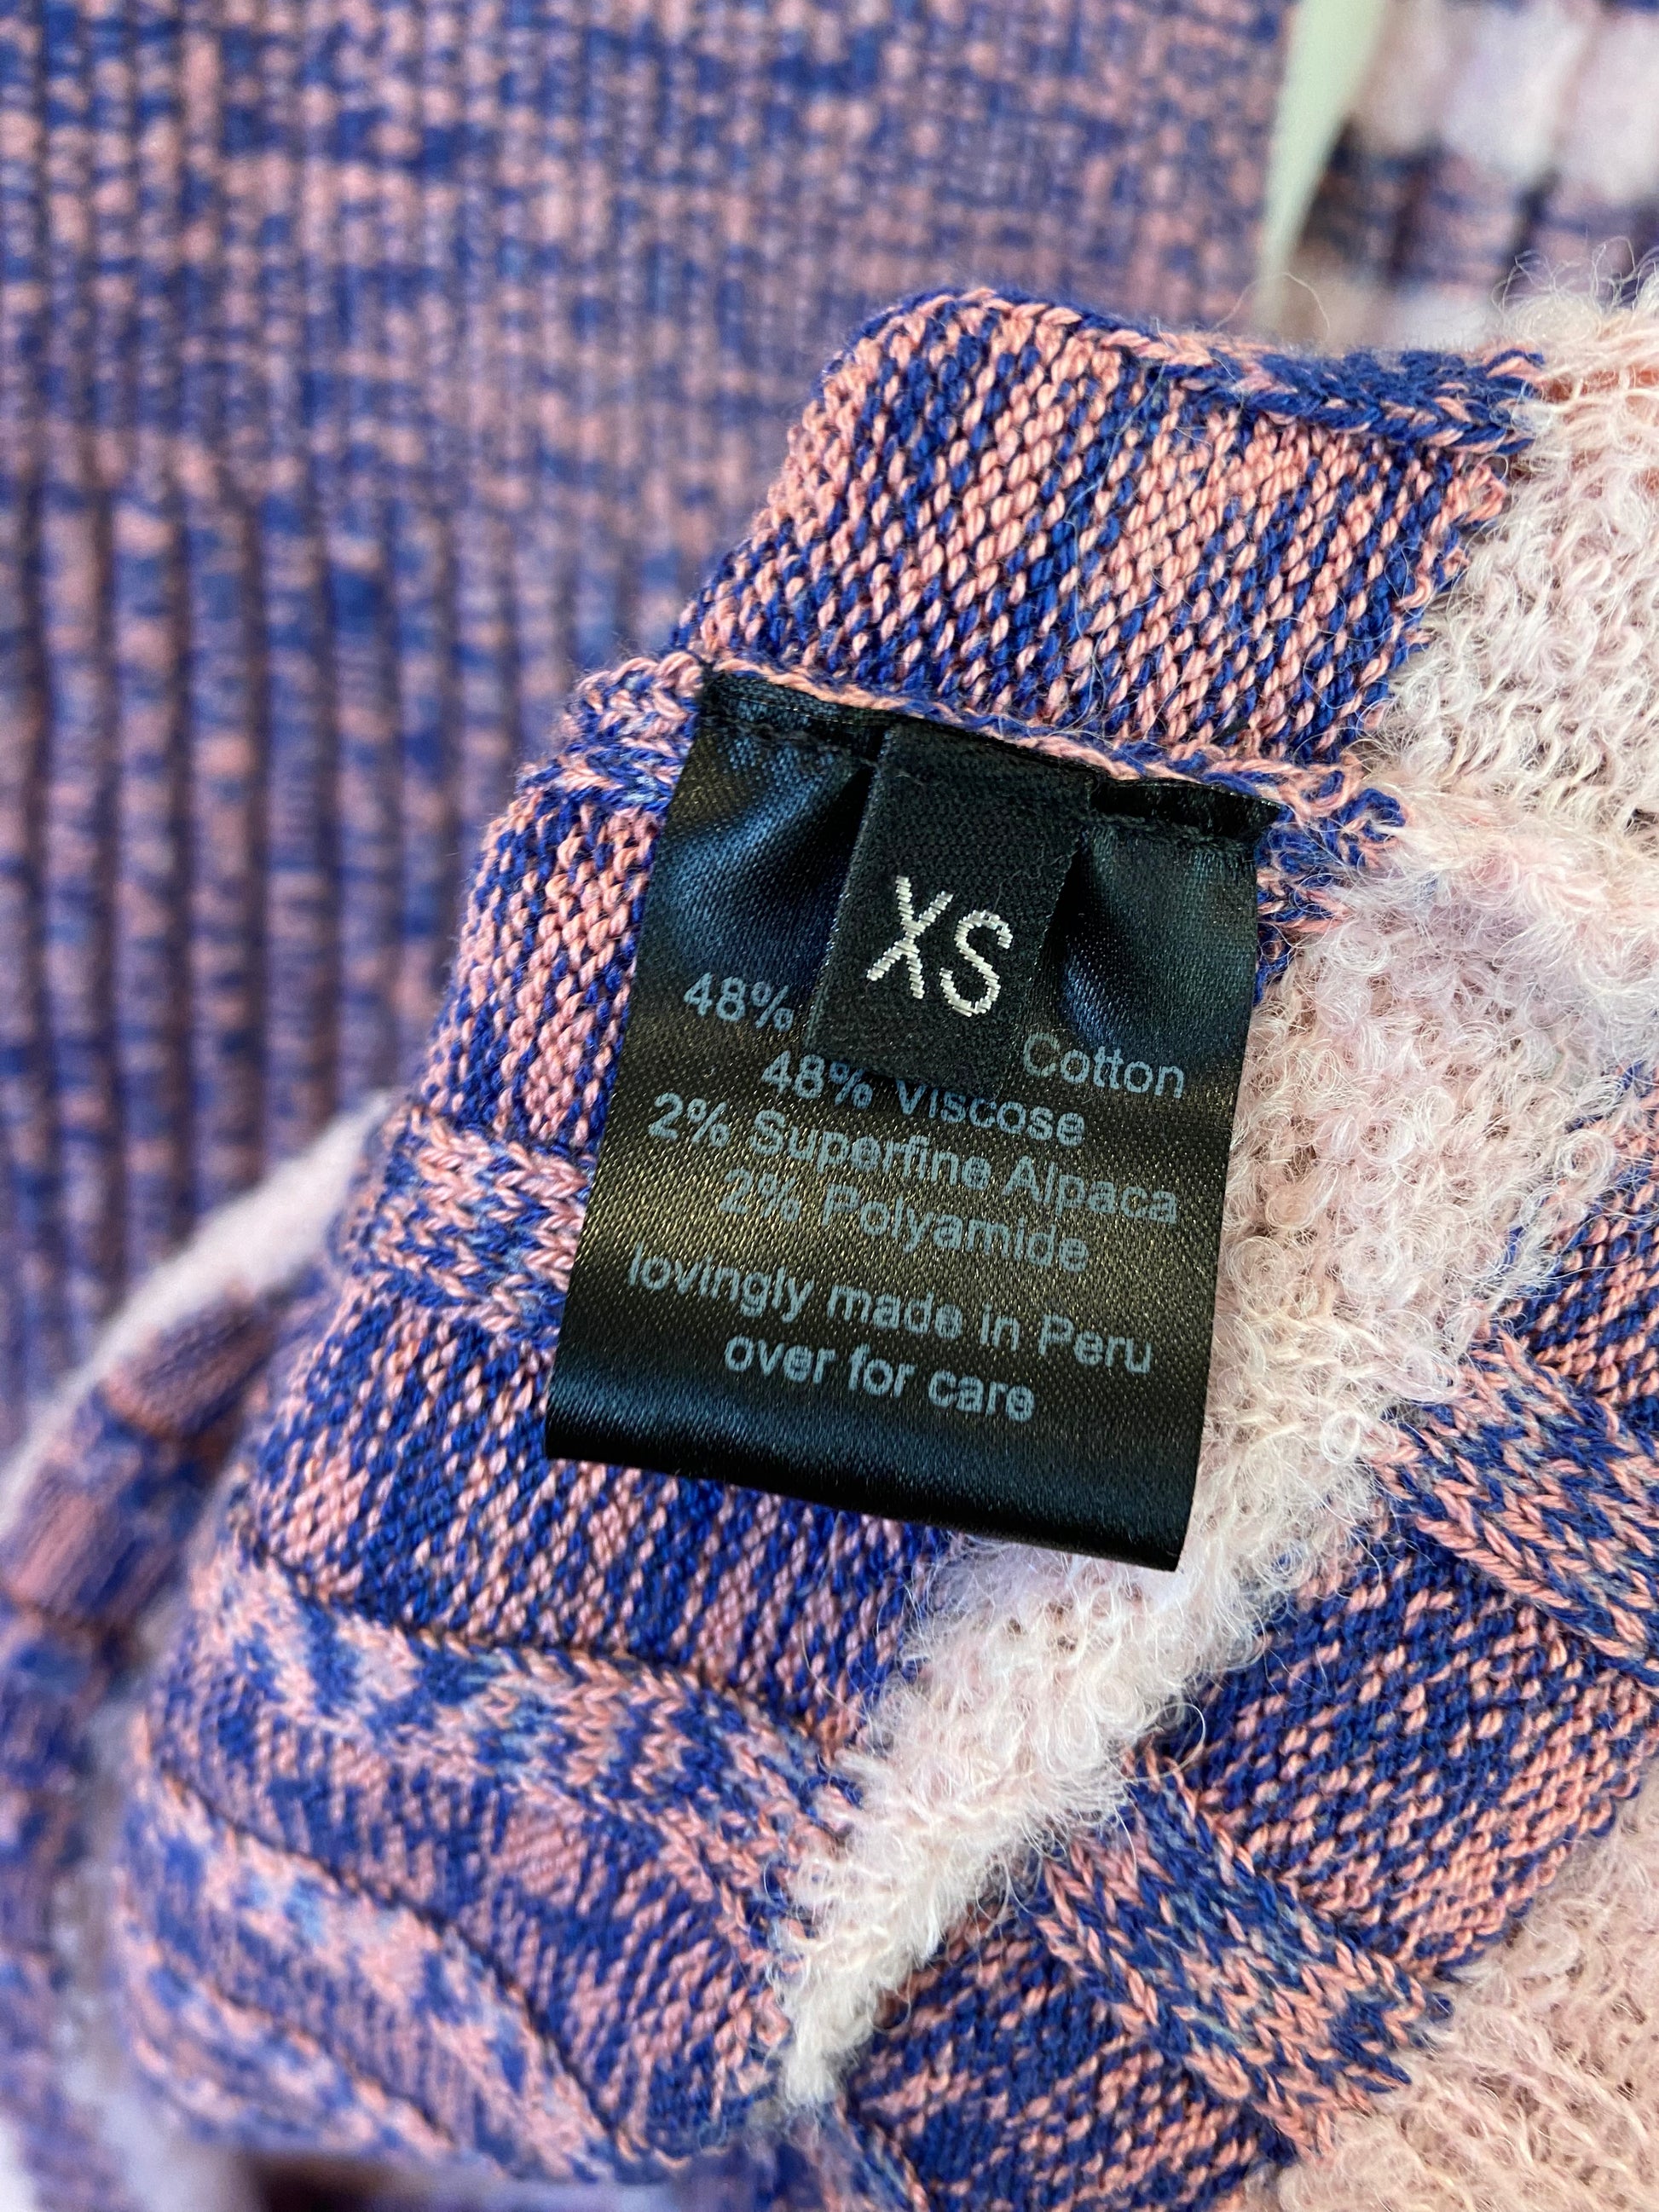 XS
48% Cotton
48% Viscose
2% Superfine Alpaca
2% Polyamide
lovingly made in Peru
over for care